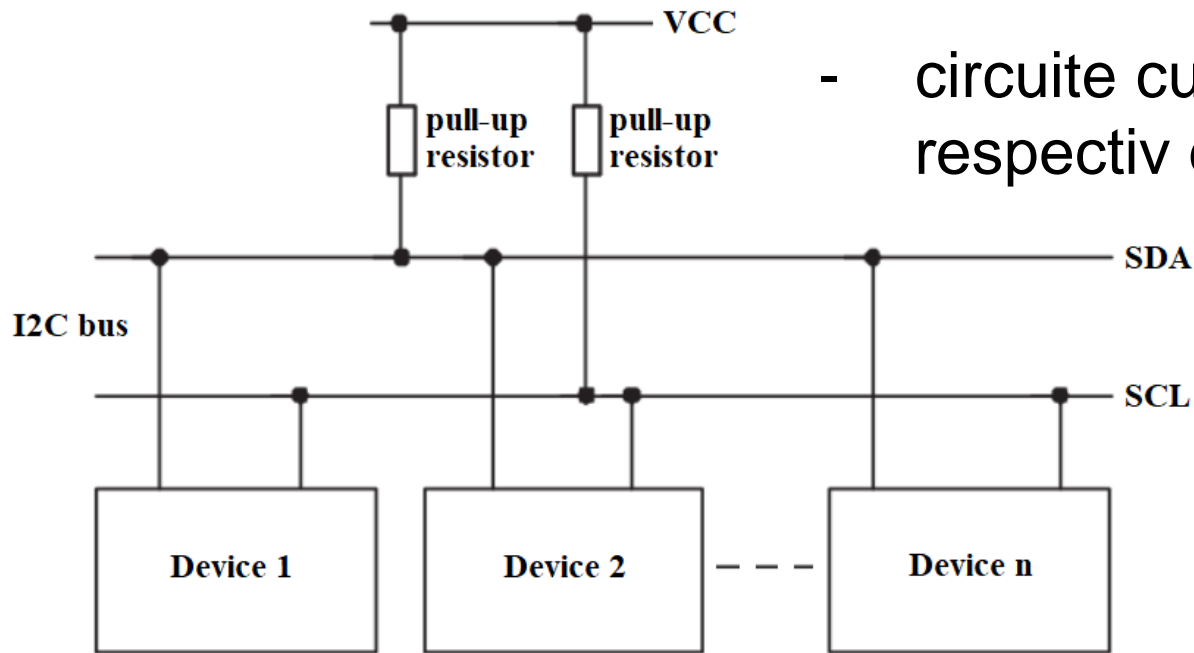 VCC
- circuite cu
respectiv
pull-up
resistor
pull-up
resistor
SDA
I2C bus
SCL
Device 1
Device 2
Device n